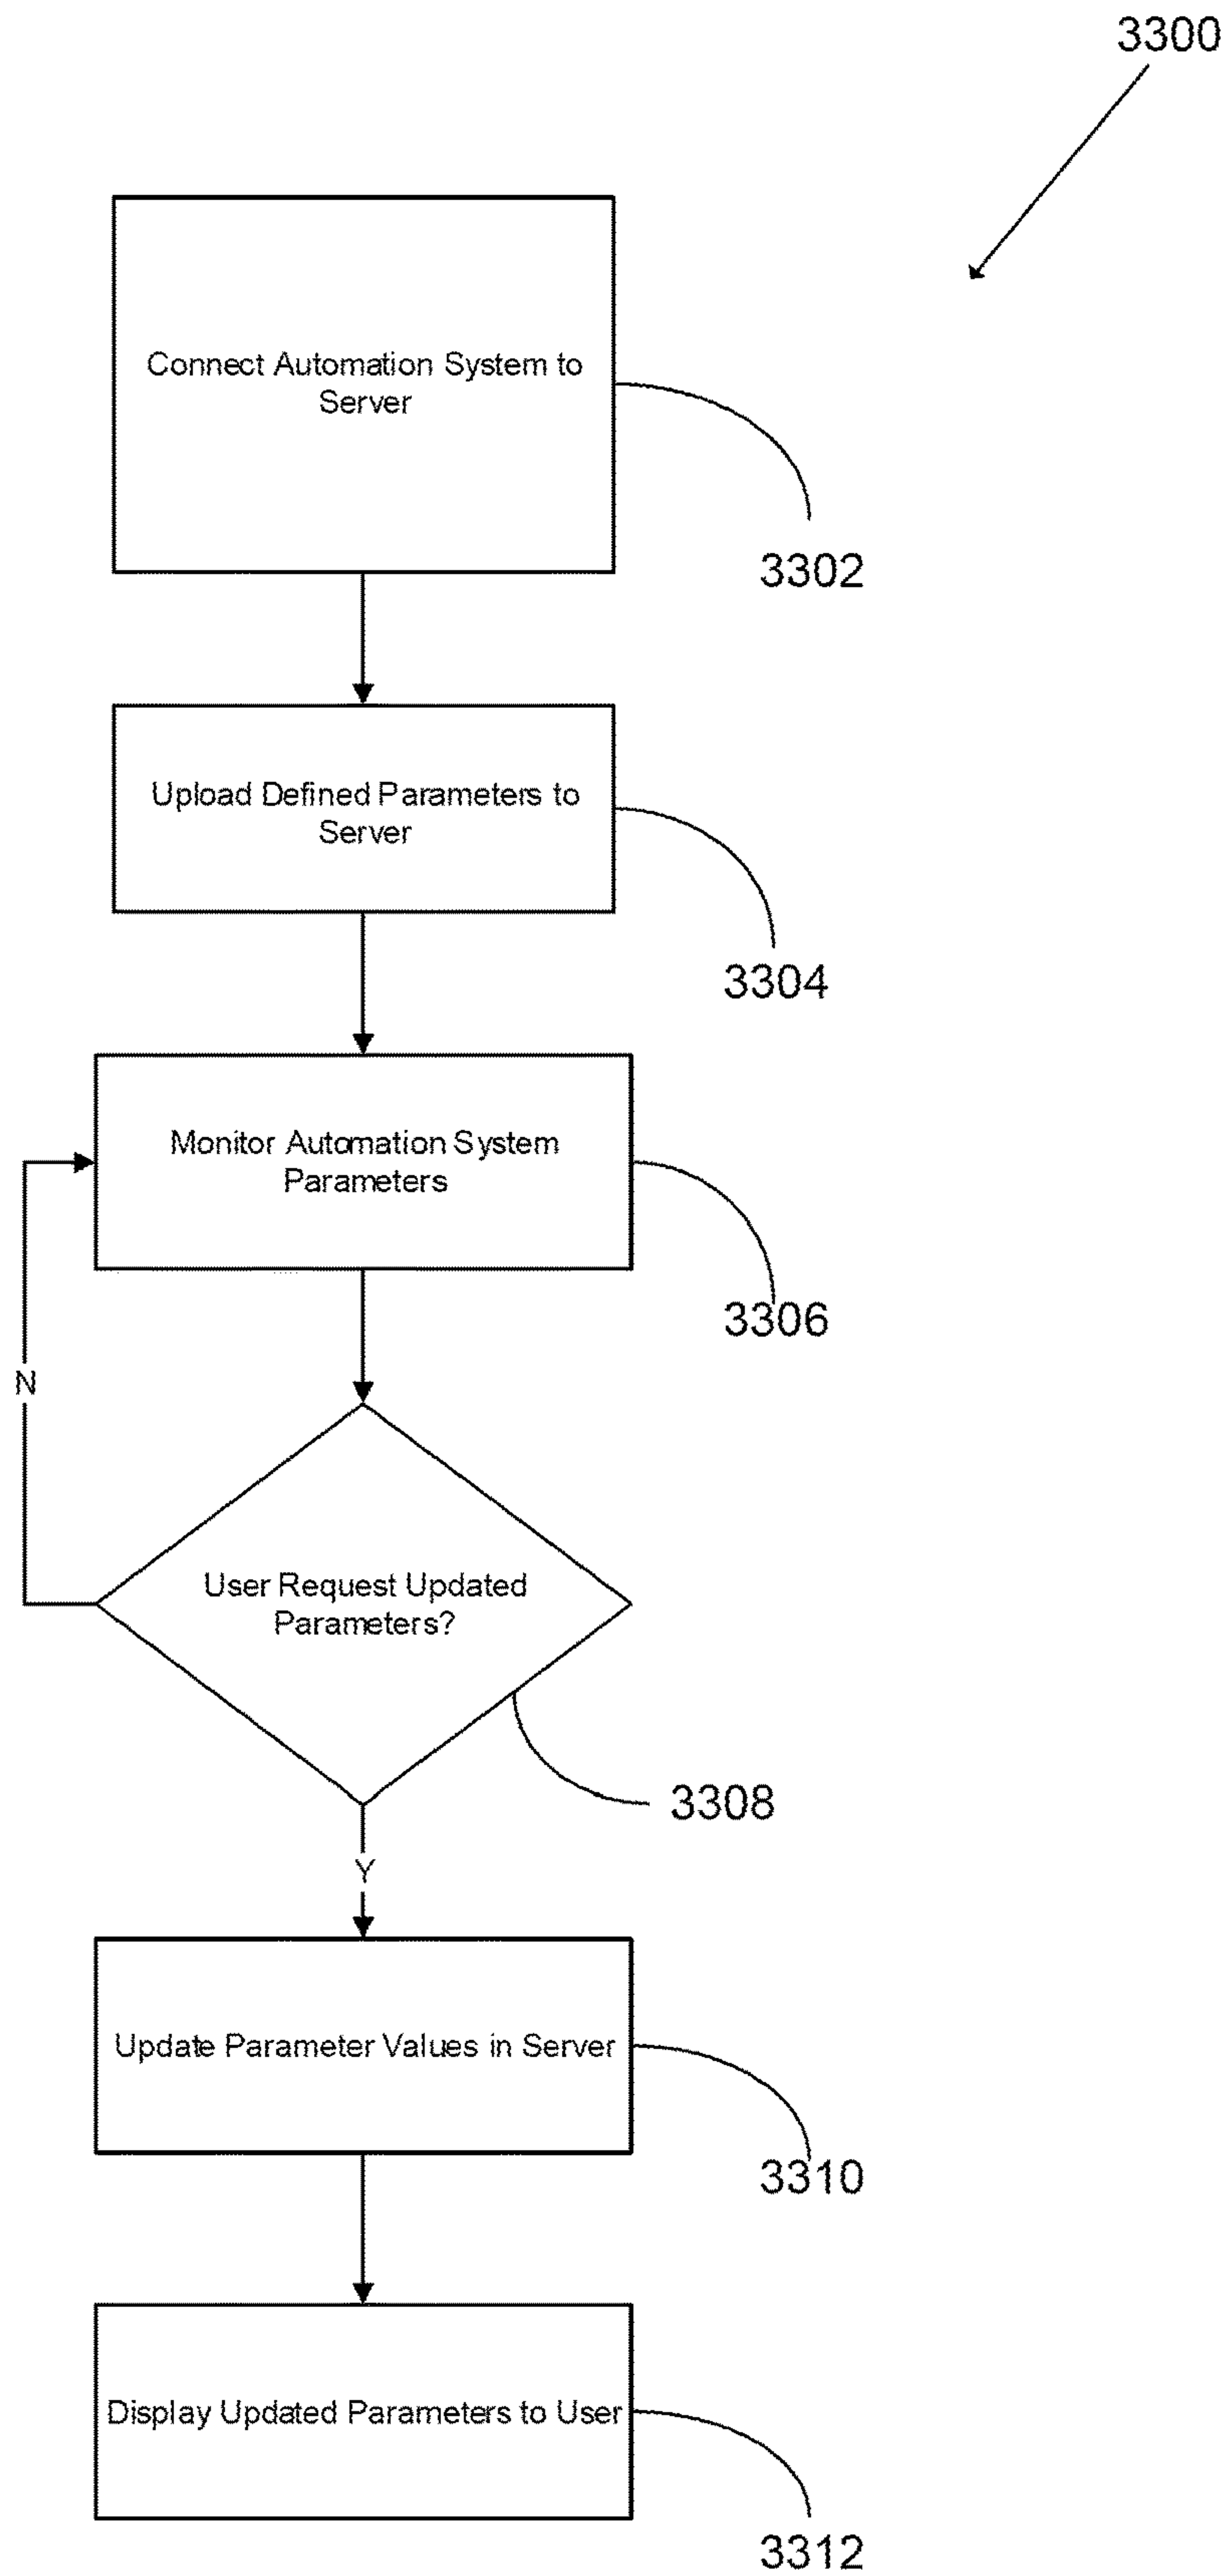 3300
Connect Automation System to
Server
3302
Upload Defined Parameters to
Server
3304
Monitor Automation System
Parameters
3306
N
User Request Updated
Parameters?
3308
Y
Update Parameter Values in Server
3310
Display Updated Parameters to User
3312